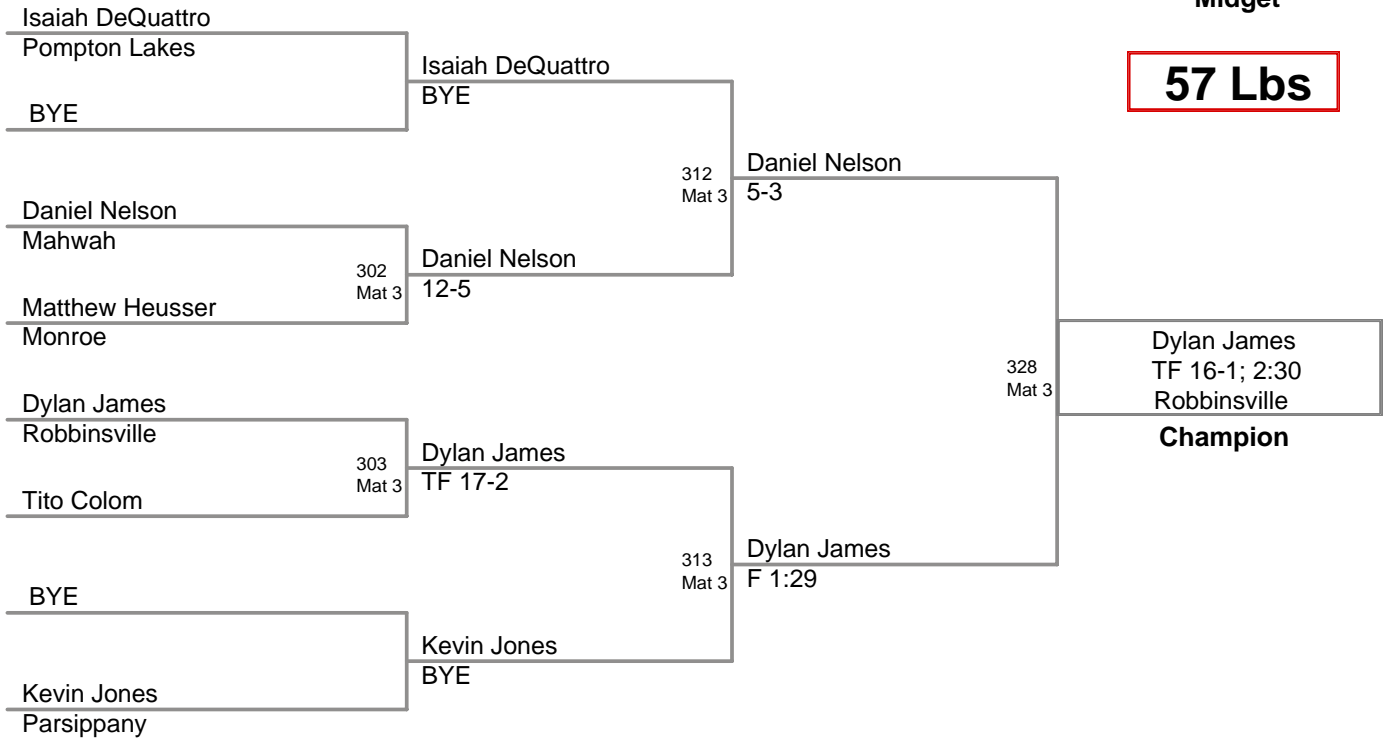 Midget
57 Lbs
Isaiah DeQuattro
Pompton Lakes
BYE
Daniel Nelson
Mahwah
Matthew Heusser
Monroe
Dylan James
Robbinsville
Tito Colom
BYE
Kevin Jones
Parsippany
Isaiah DeQuattro
BYE
302
Mat 3
Daniel Nelson
12-5
303
Mat 3
Dylan James
TF 17-2
Kevin Jones
BYE
312
Mat 3
Daniel Nelson
5-3
313
Mat 3
Dylan James
F 1:29
328
Mat 3
Dylan James
TF 16-1; 2:30
Robbinsville
Champion